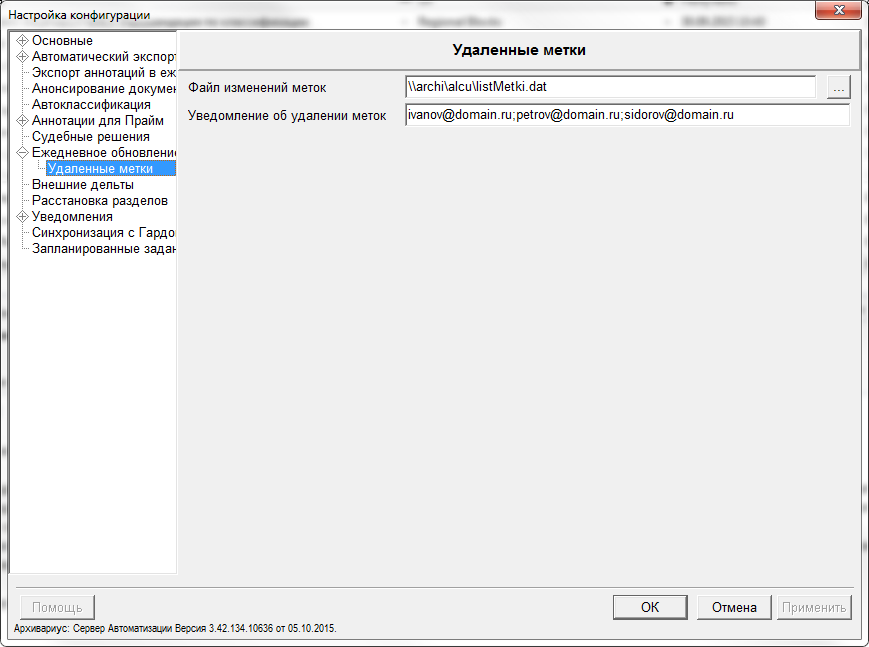 Настройка конфигурации
Основные
Автоматический экспорт
Экспорт аннотаций в еж
Анонсирование докумен
Автоклассификация
Аннотации для Прайм
Судебные решения
Ежедневное обновление
Удаленные метки
Внешние дельты
Расстановка разделов
Уведомления
Синхронизация с Гардо
Запланированные задан
Удаленные метки
Файл изменений меток
\\archi\alcu\listMetki.dat
...
Уведомление об удалении меток
ivanov@domain.ru;petrov@domain.ru;sidorov@domain.ru
Помощь
OK
Отмена
Применить
Архивариус: Сервер Автоматизации Версия 3.42.134.10636 от 05.10.2015.